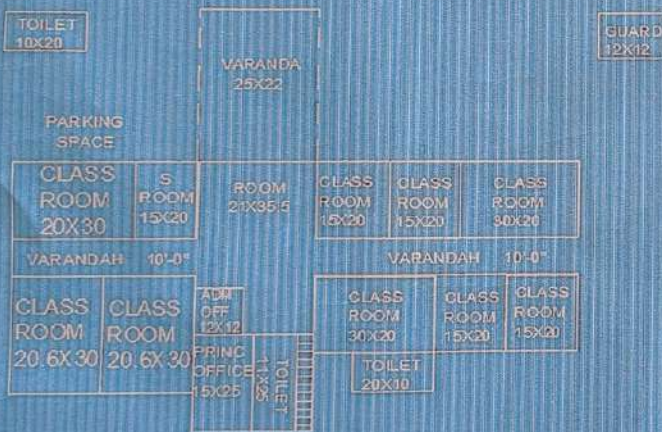 TOILET
10X20
GUARD
12X12
VARANDA
25X22
PARKING
SPACE
CLASS
ROOM
20X30
S
ROOM
15X20
ROOM
21X35.5
CLASS
ROOM
15X20
CLASS
ROOM
15X20
CLASS
ROOM
30X20
VARANDAH 10'-0"
VARANDAH 10'-0"
CLASS
ROOM
20.6X30
CLASS
ROOM
20.6X30
ADM
OFF
12X12
PRINC
OFFICE
15X25
TOILET
11X25
CLASS
ROOM
30X20
CLASS
ROOM
15X20
CLASS
ROOM
15X20
TOILET
20X10